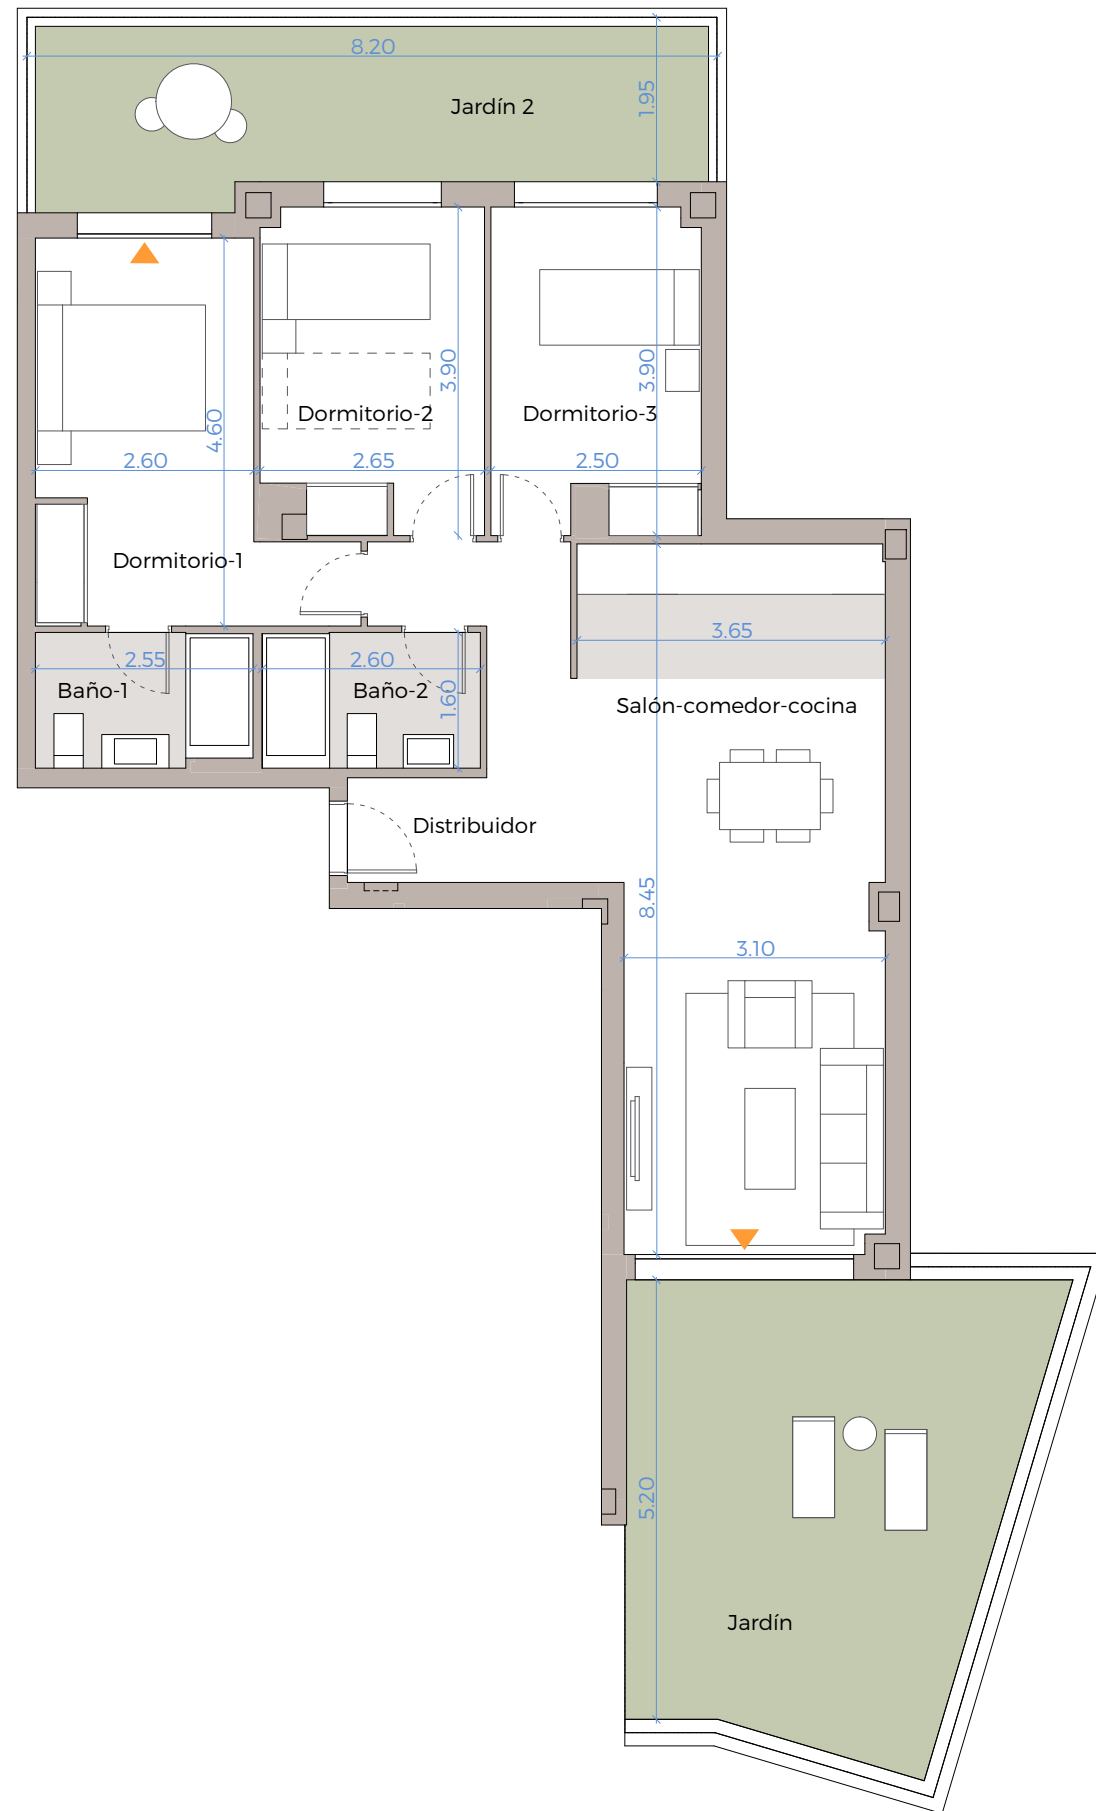 8.20
1.95
Jardín 2
3.90
3.90
4.60
Dormitorio-2
Dormitorio-3
2.60
2.65
2.50
Dormitorio-1
3.65
2.55
2.60
Baño-1
Baño-2
1.60
Salón-comedor-cocina
Distribuidor
8.45
3.10
5.20
Jardín